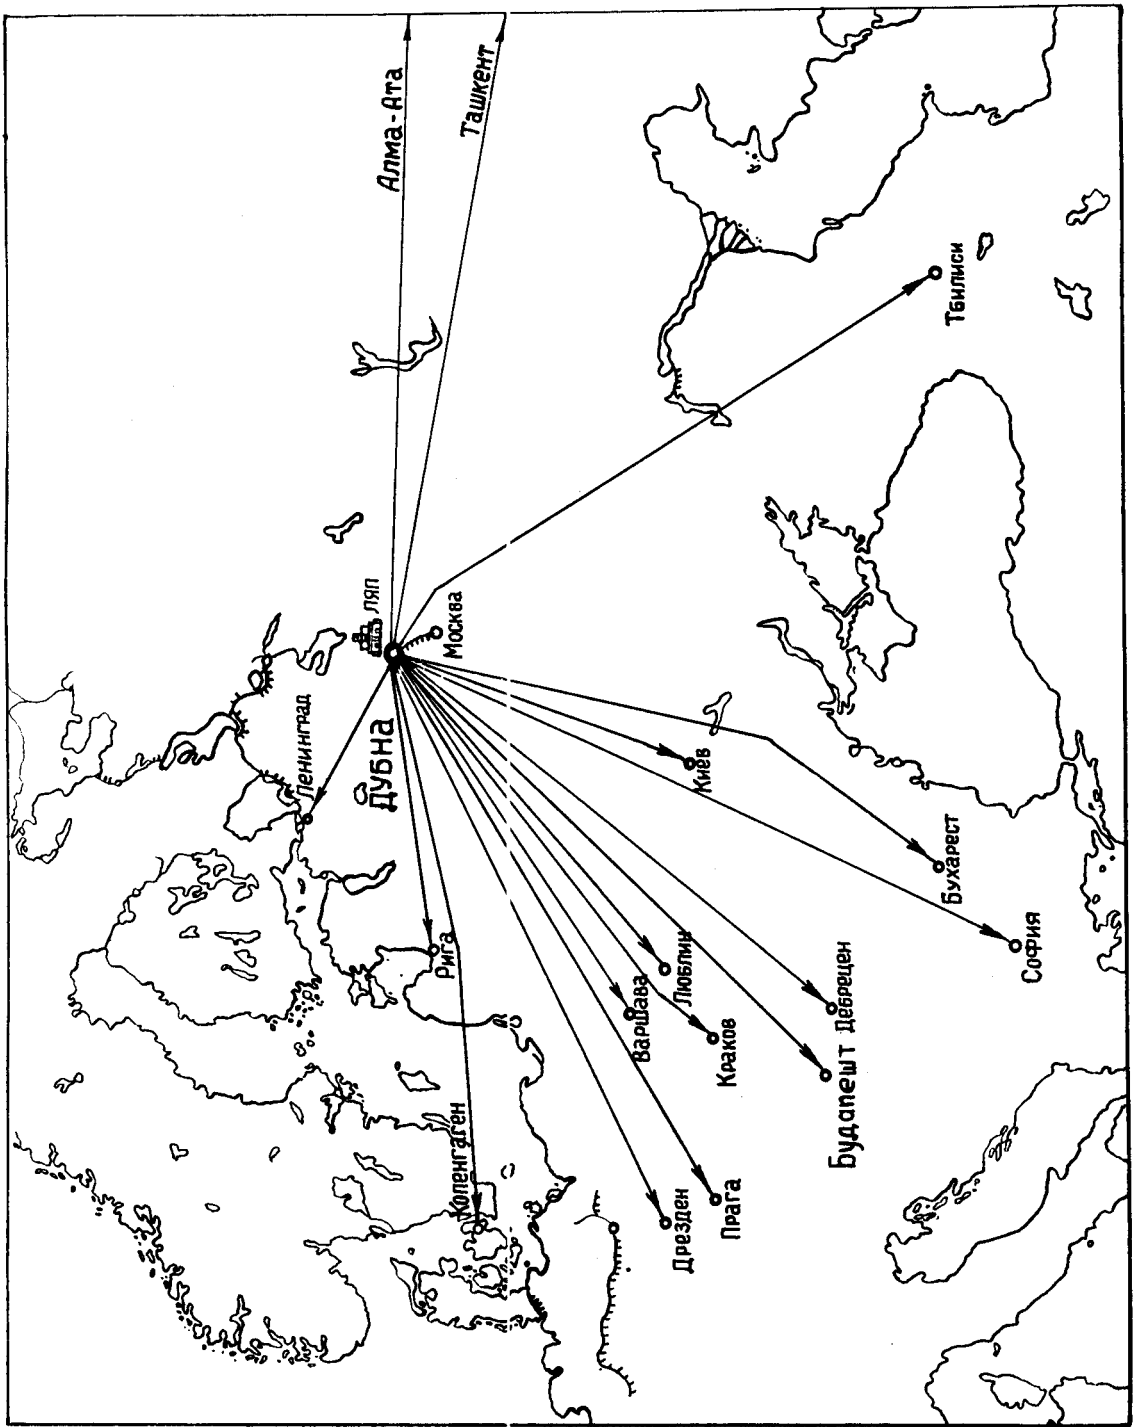 Алма-Ата
Ташкент
Тбилиси
ЛЯП
Москва
Ленинград
Дубна
Киев
Бухарест
София
Рига
Люблин
Варшава
Краков
Дебрецен
Будапешт
Копенгаген
Дрезден
Прага